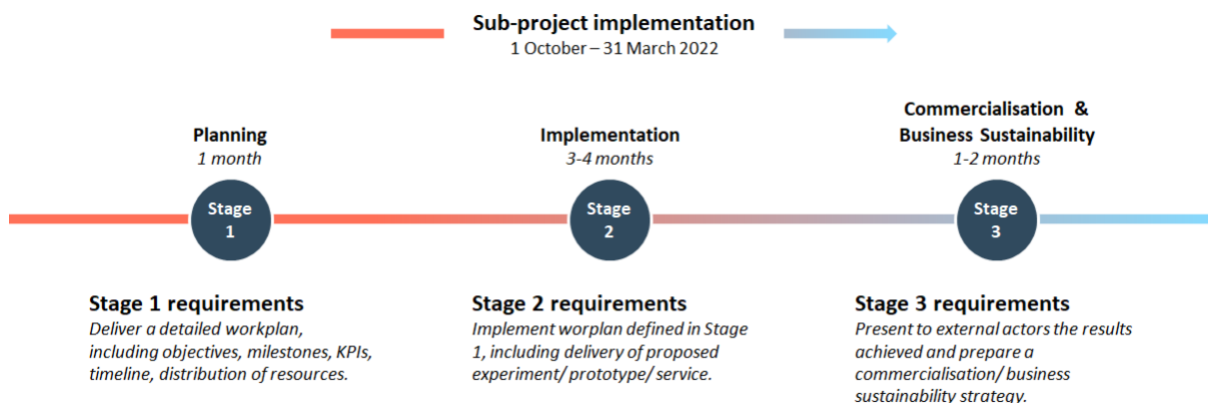 Sub-project implementation
1 October – 31 March 2022
Planning
1 month
Stage
1
Implementation
3-4 months
Stage
2
Commercialisation &
Business Sustainability
1-2 months
Stage
3
Stage 1 requirements
Deliver a detailed workplan,
including objectives, milestones, KPIs,
timeline, distribution of resources.
Stage 2 requirements
Implement worplan defined in Stage
1, including delivery of proposed
experiment/ prototype/ service.
Stage 3 requirements
Present to external actors the results
achieved and prepare a
commercialisation/ business
sustainability strategy.